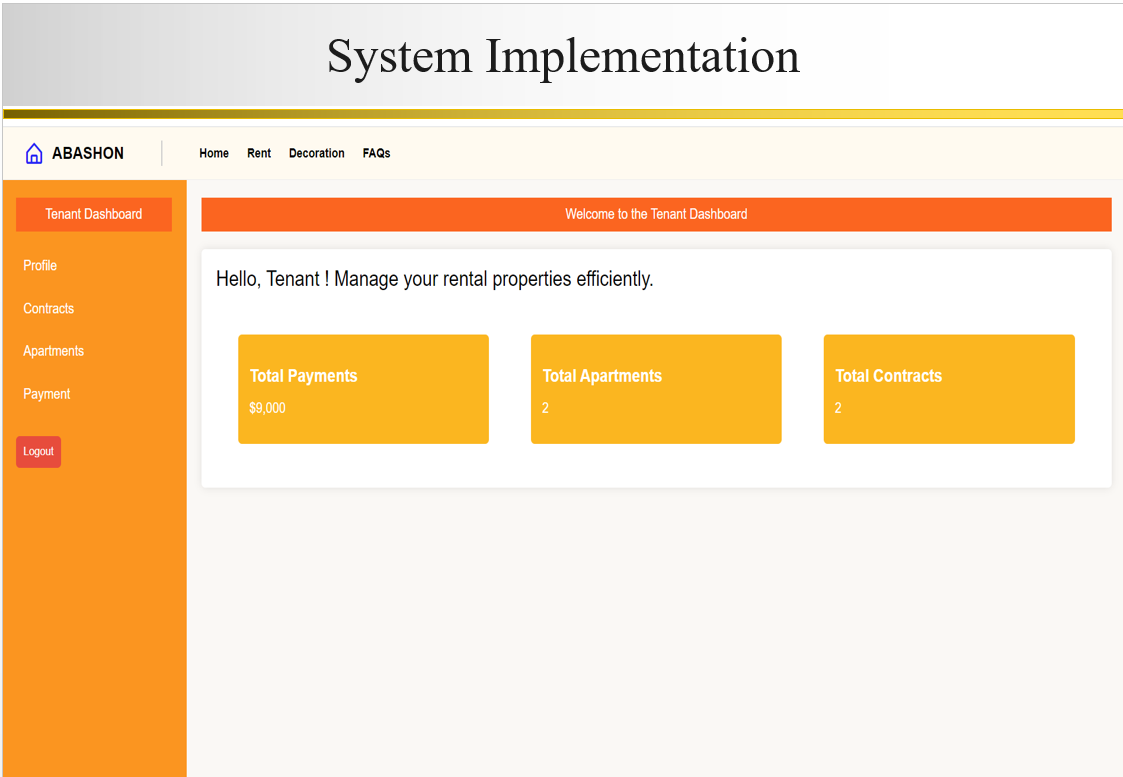 System Implementation
ABASHON
Home Rent Decoration FAQs
Tenant Dashboard
Profile
Contracts
Apartments
Payment
Logout
Welcome to the Tenant Dashboard
Hello, Tenant ! Manage your rental properties efficiently.
Total Payments
$9,000
Total Apartments
2
Total Contracts
2